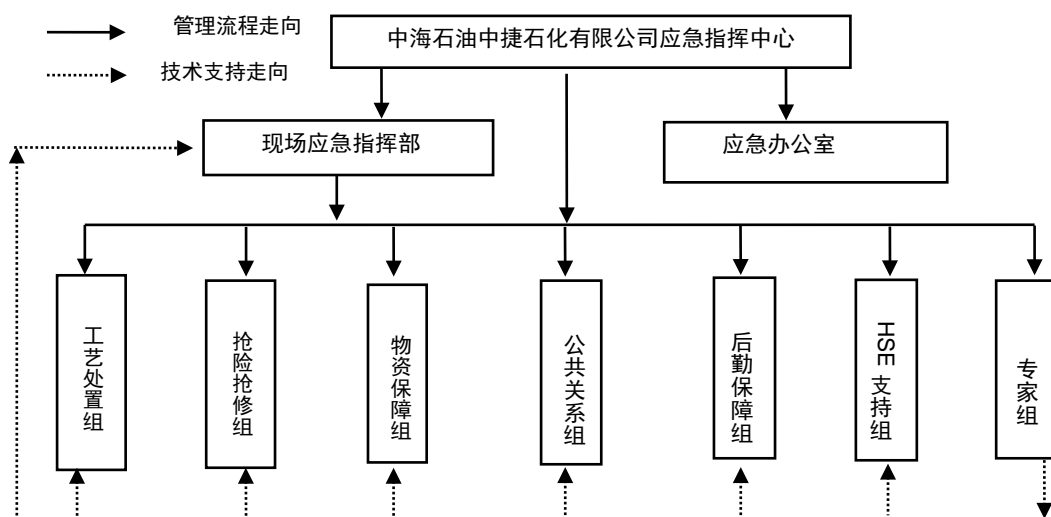 管理流程走向
中海石油中捷石化有限公司应急指挥中心
技术支持走向
现场应急指挥部
应急办公室
工艺处置组
抢险抢修组
物资保障组
公共关系组
后勤保障组
HSE 支持组
专家组